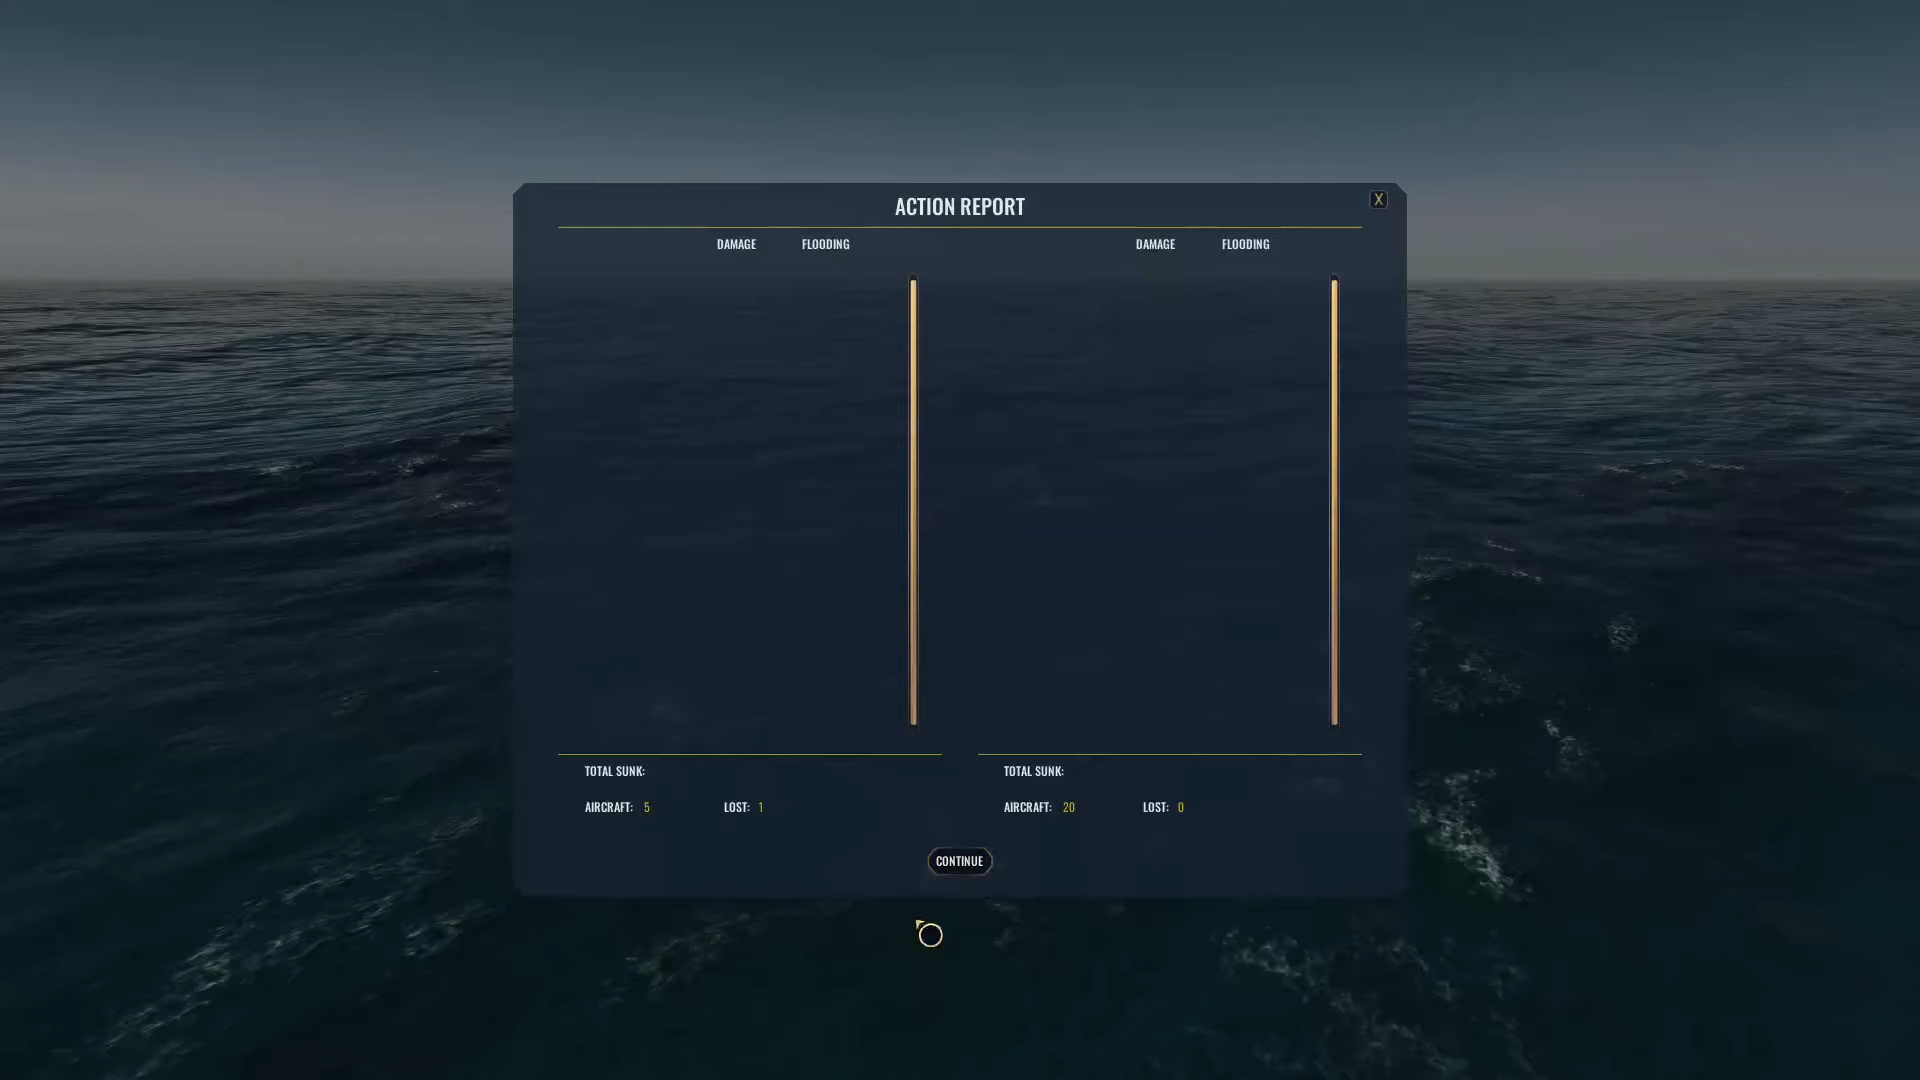 ACTION REPORT
X
DAMAGE FLOODING DAMAGE FLOODING
TOTAL SUNK: TOTAL SUNK:
AIRCRAFT: 5 LOST: 1 AIRCRAFT: 20 LOST: 0
CONTINUE